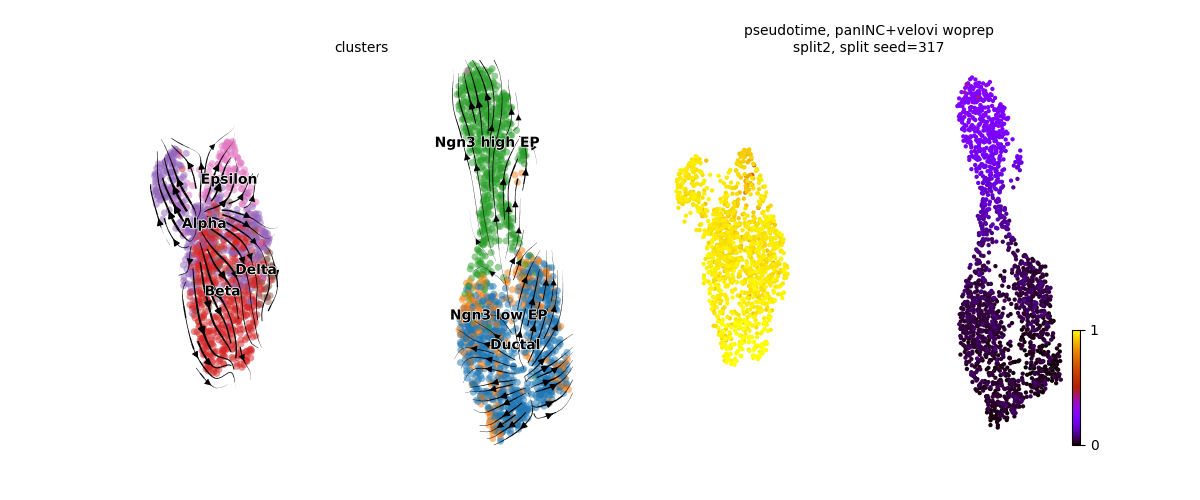 clusters
Ngn3 high EP
Epsilon
Alpha
Delta
Beta
Ngn3 low EP
Ductal
pseudotime, panINC+velovi woprep
split2, split seed=317
1
0